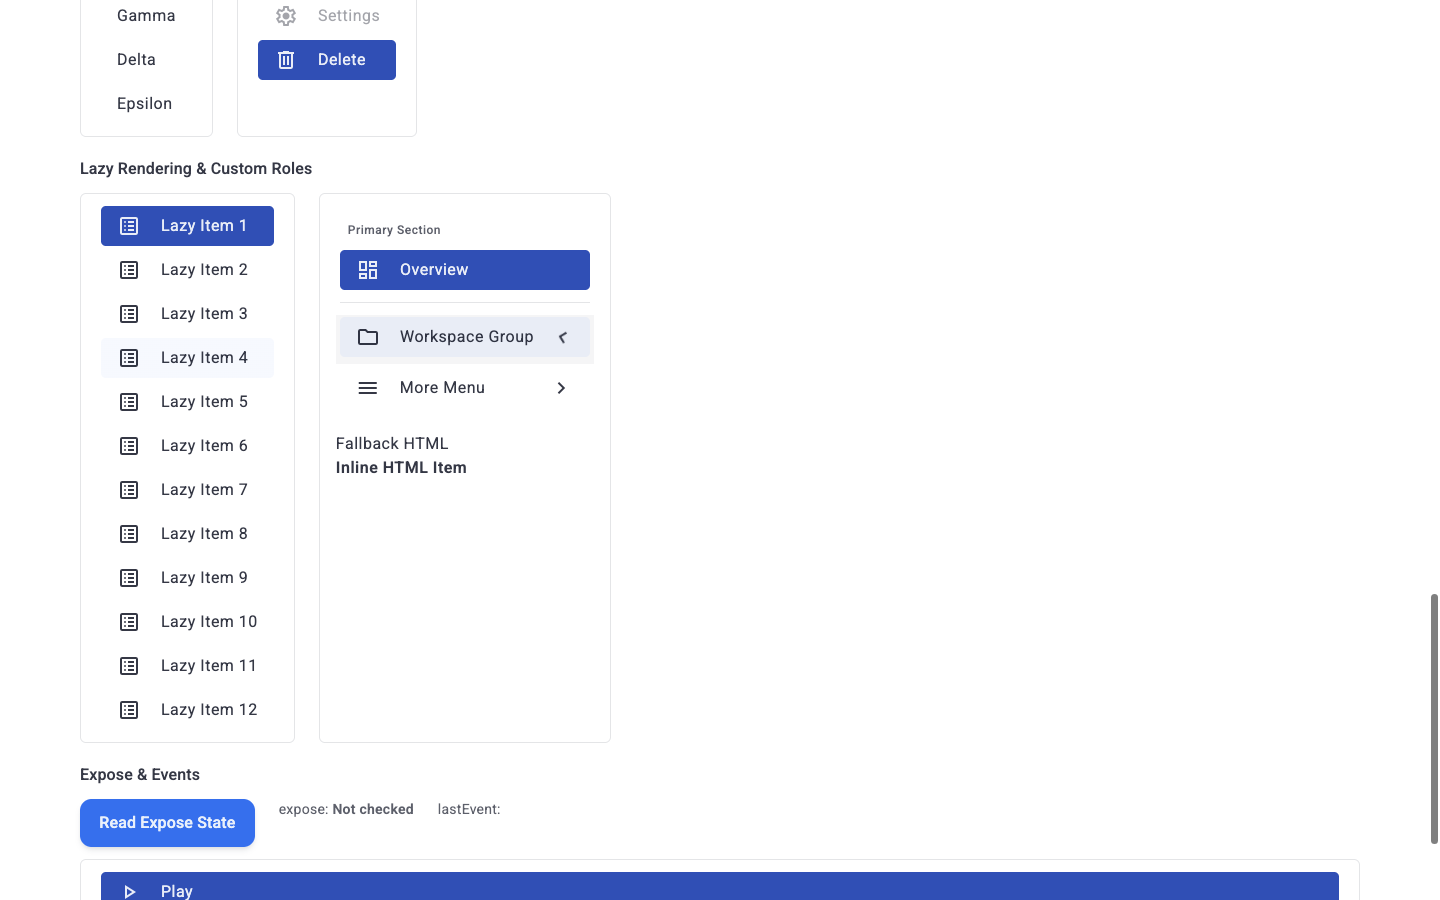 Gamma
Delta
Epsilon
Settings
Delete
Lazy Rendering & Custom Roles
Lazy Item 1
Lazy Item 2
Lazy Item 3
Lazy Item 4
Lazy Item 5
Lazy Item 6
Lazy Item 7
Lazy Item 8
Lazy Item 9
Lazy Item 10
Lazy Item 11
Lazy Item 12
Primary Section
Overview
Workspace Group
More Menu
Fallback HTML
Inline HTML Item
Expose & Events
Read Expose State
expose: Not checked
lastEvent:
Play